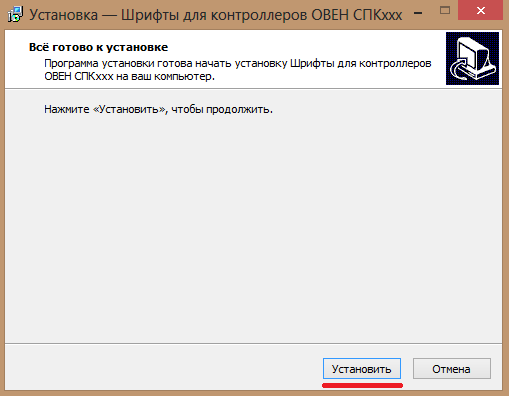 Установка — Шрифты для контроллеров ОВЕН СПКxxx
Всё готово к установке
Программа установки готова начать установку Шрифты для контроллеров
ОВЕН СПКxxx на ваш компьютер.
Нажмите «Установить», чтобы продолжить.
Установить
Отмена